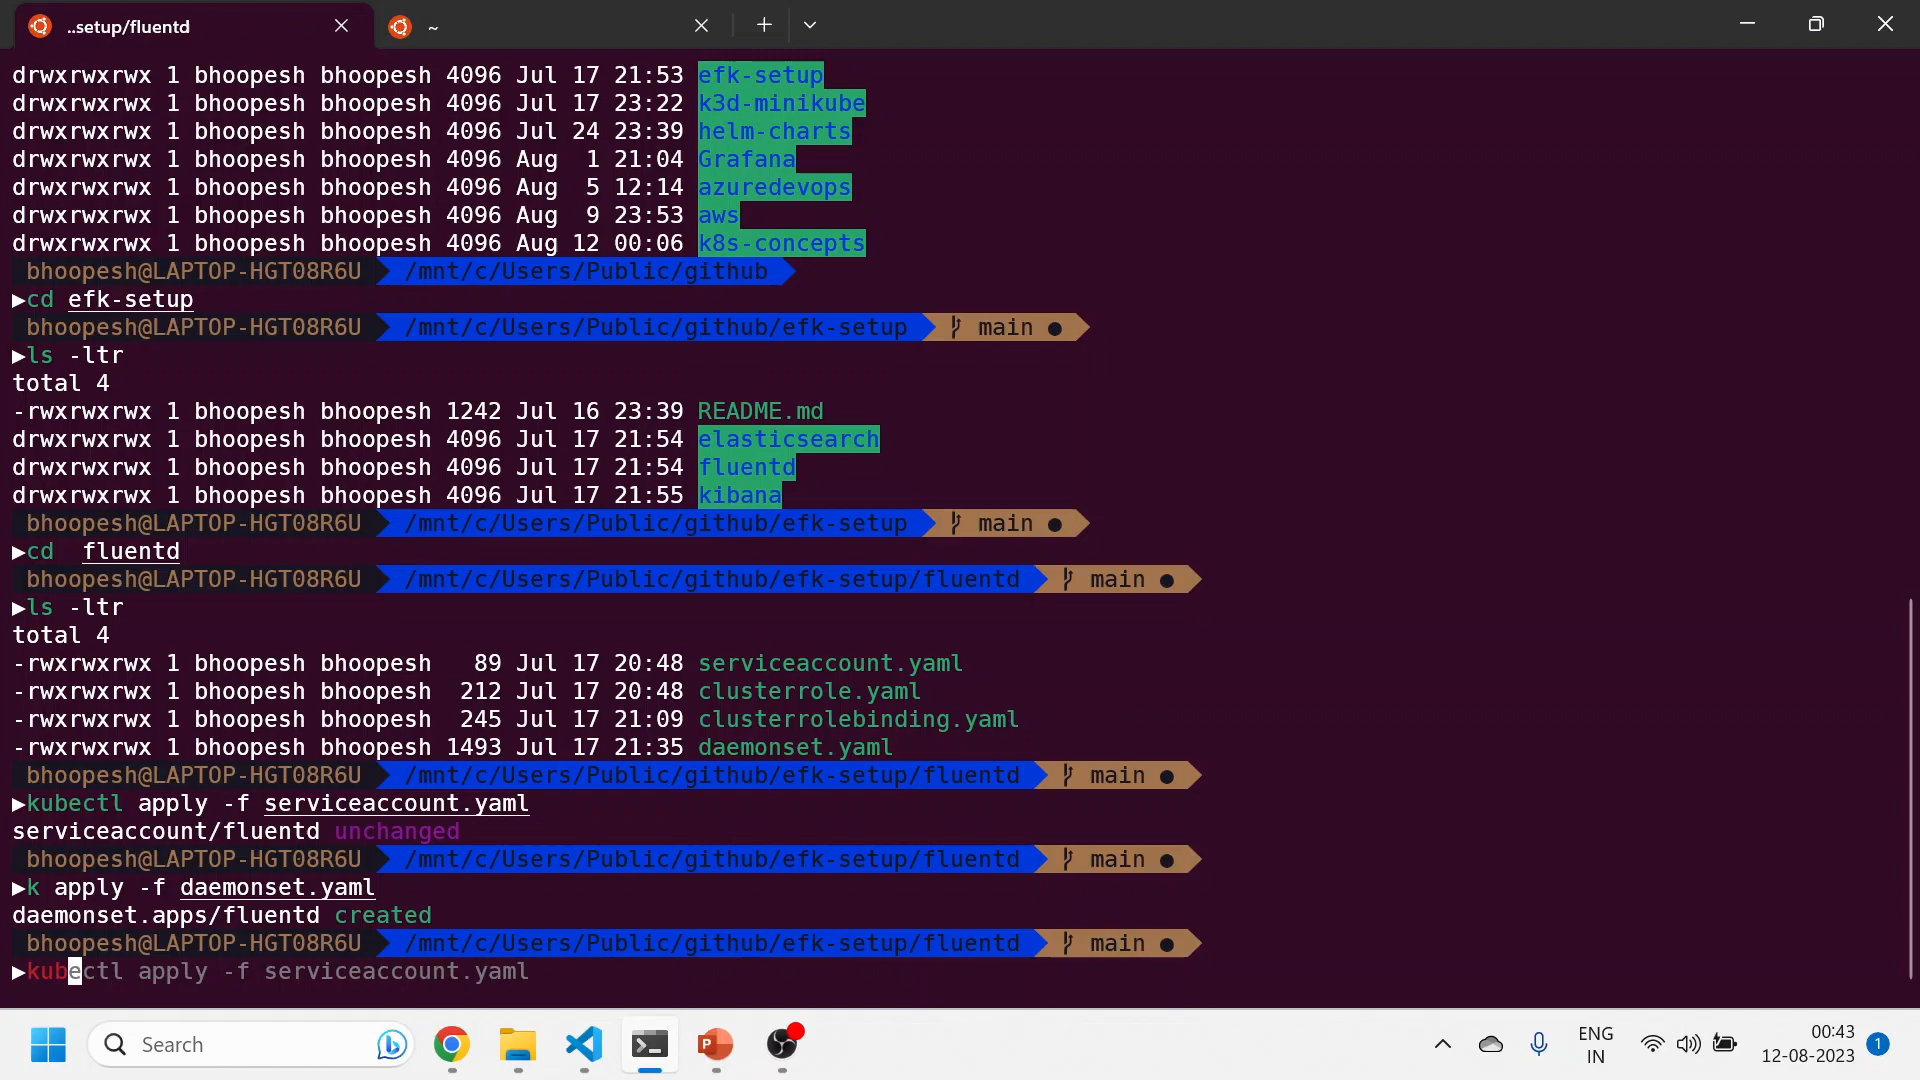 ..setup/fluentd
~
drwxrwxrwx 1 bhoopesh bhoopesh 4096 Jul 17 21:53 efk-setup
drwxrwxrwx 1 bhoopesh bhoopesh 4096 Jul 17 23:22 k3d-minikube
drwxrwxrwx 1 bhoopesh bhoopesh 4096 Jul 24 23:39 helm-charts
drwxrwxrwx 1 bhoopesh bhoopesh 4096 Aug  1 21:04 Grafana
drwxrwxrwx 1 bhoopesh bhoopesh 4096 Aug  5 12:14 azuredevops
drwxrwxrwx 1 bhoopesh bhoopesh 4096 Aug  9 23:53 aws
drwxrwxrwx 1 bhoopesh bhoopesh 4096 Aug 12 00:06 k8s-concepts
bhoopesh@LAPTOP-HGT08R6U /mnt/c/Users/Public/github
▶cd efk-setup
bhoopesh@LAPTOP-HGT08R6U /mnt/c/Users/Public/github/efk-setup main ●
▶ls -ltr
total 4
-rwxrwxrwx 1 bhoopesh bhoopesh 1242 Jul 16 23:39 README.md
drwxrwxrwx 1 bhoopesh bhoopesh 4096 Jul 17 21:54 elasticsearch
drwxrwxrwx 1 bhoopesh bhoopesh 4096 Jul 17 21:54 fluentd
drwxrwxrwx 1 bhoopesh bhoopesh 4096 Jul 17 21:55 kibana
bhoopesh@LAPTOP-HGT08R6U /mnt/c/Users/Public/github/efk-setup main ●
▶cd  fluentd
bhoopesh@LAPTOP-HGT08R6U /mnt/c/Users/Public/github/efk-setup/fluentd main ●
▶ls -ltr
total 4
-rwxrwxrwx 1 bhoopesh bhoopesh   89 Jul 17 20:48 serviceaccount.yaml
-rwxrwxrwx 1 bhoopesh bhoopesh  212 Jul 17 20:48 clusterrole.yaml
-rwxrwxrwx 1 bhoopesh bhoopesh  245 Jul 17 21:09 clusterrolebinding.yaml
-rwxrwxrwx 1 bhoopesh bhoopesh 1493 Jul 17 21:35 daemonset.yaml
bhoopesh@LAPTOP-HGT08R6U /mnt/c/Users/Public/github/efk-setup/fluentd main ●
▶kubectl apply -f serviceaccount.yaml
serviceaccount/fluentd unchanged
bhoopesh@LAPTOP-HGT08R6U /mnt/c/Users/Public/github/efk-setup/fluentd main ●
▶k apply -f daemonset.yaml
daemonset.apps/fluentd created
bhoopesh@LAPTOP-HGT08R6U /mnt/c/Users/Public/github/efk-setup/fluentd main ●
▶kubectl apply -f serviceaccount.yaml
Search
ENG
IN
00:43
12-08-2023
1